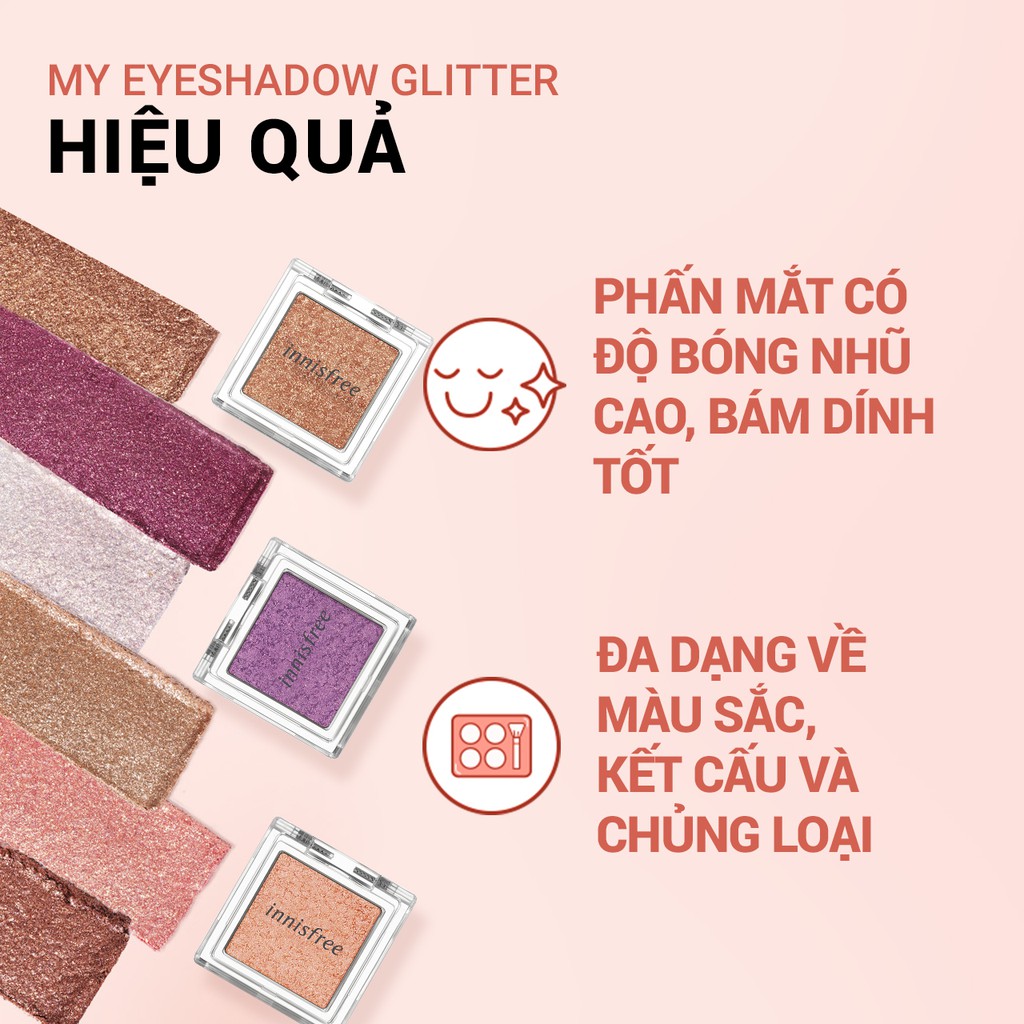 MY EYESHADOW GLITTER
HIỆU QUẢ
innisfree
PHẤN MẮT CÓ
ĐỘ BÓNG NHŨ
CAO, BÁM DÍNH
TỐT
innisfree
ĐA DẠNG VỀ
MÀU SẮC,
KẾT CẤU VÀ
CHỦNG LOẠI
innisfree